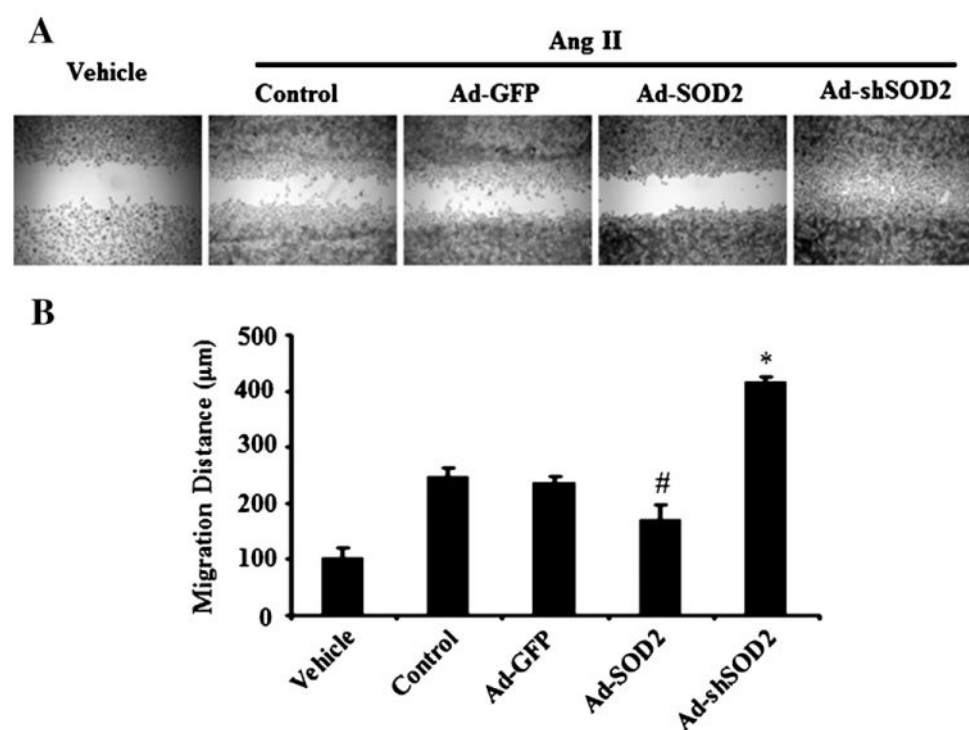 A
Ang II
Vehicle
Control
Ad-GFP
Ad-SOD2
Ad-shSOD2
B
Migration Distance (µm)
500
400
300
200
100
0
#
*
Vehicle
Control
Ad-GFP
Ad-SOD2
Ad-shSOD2